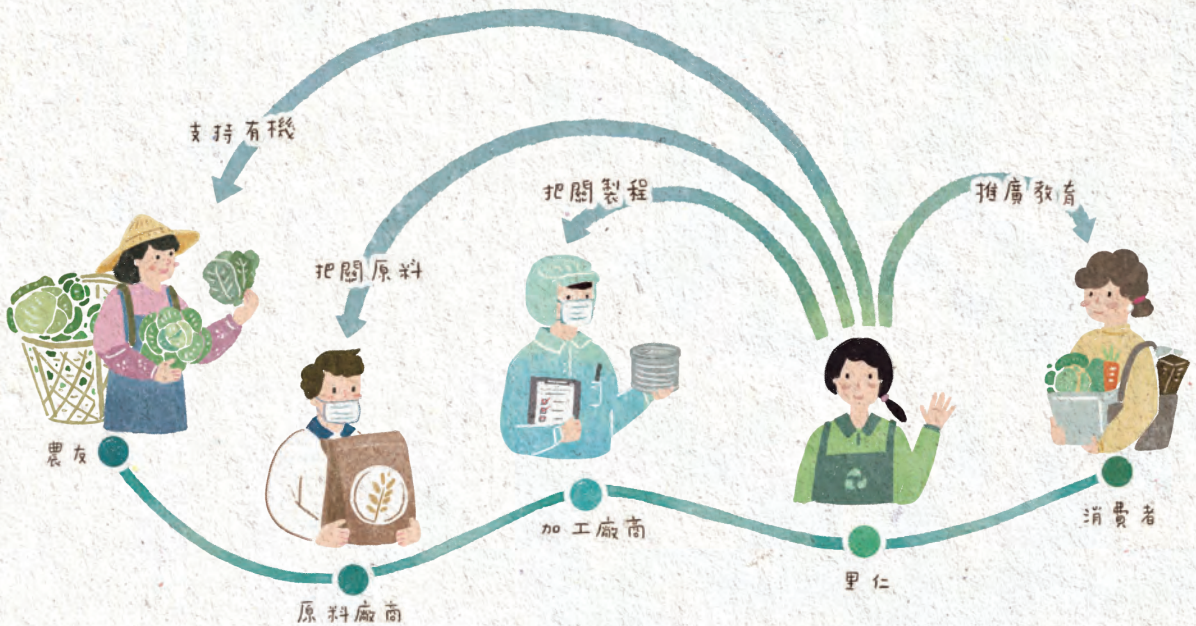 支持有機
把關製程
推廣教育
把關原料
農友
原料廠商
加工廠商
里仁
消費者